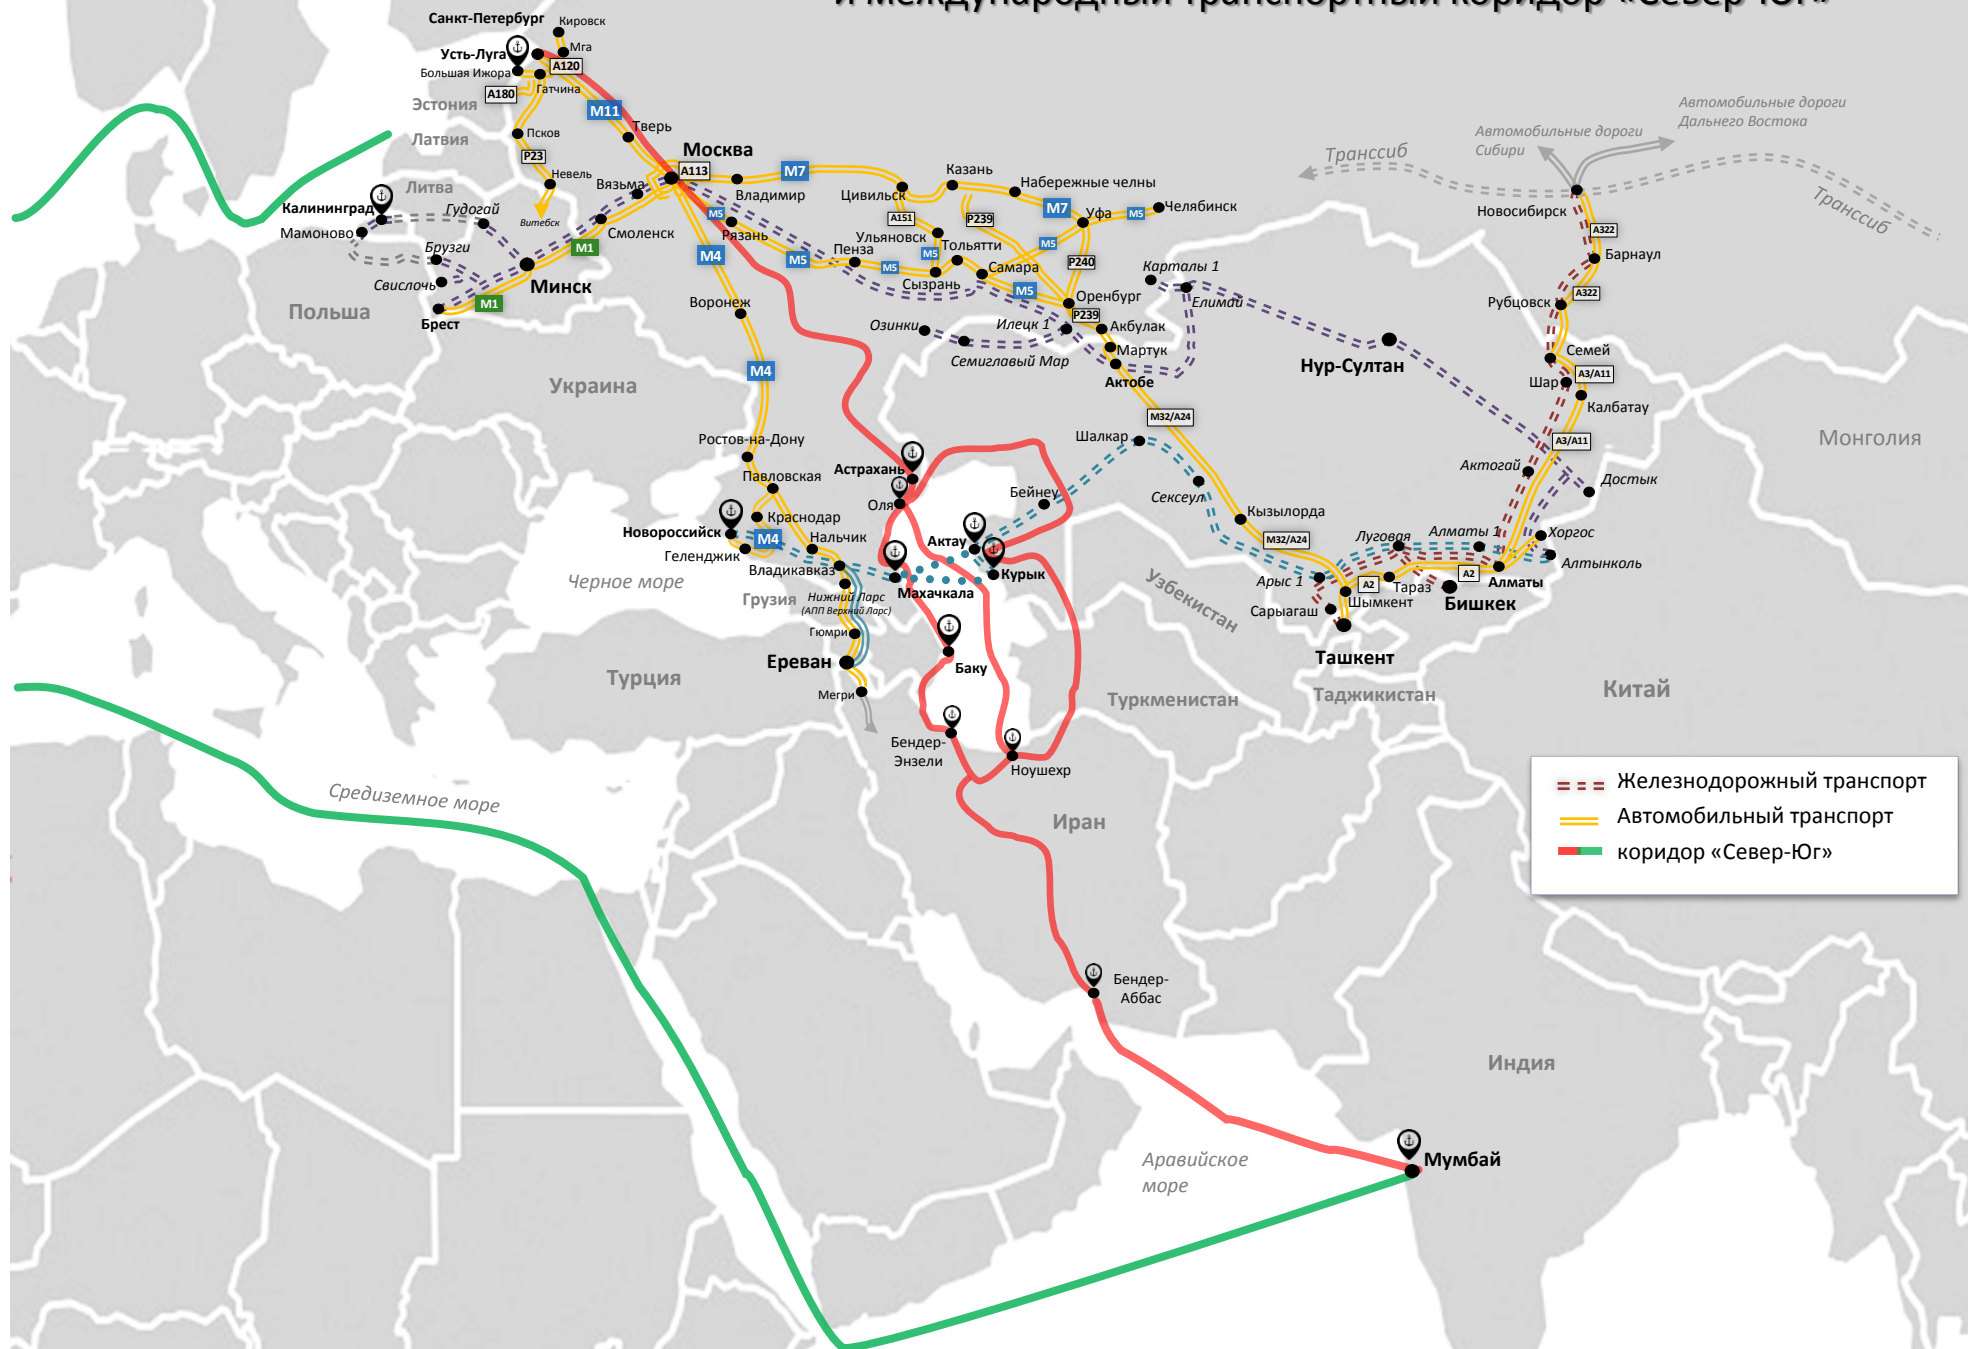 и международный транспортный коридор «Север-Юг»
Санкт-Петербург
Кировск
Усть-Луга
Мга
Большая Ижора
A120
A180
Гатчина
Эстония
M11
Латвия
Псков
Тверь
P23
Москва
A113
Литва
Невель
Вязьма
Калининград
Гудогай
Витебск
Мамоново
Смоленск
Брузги
M1
Свислочь
Минск
M1
Брест
Польша
Украина
M7
Владимир
Цивильск
Казань
Набережные челны
M7
Челябинск
M5
Уфа
M5
Рязань
A151
P239
Ульяновск
Тольятти
M5
M5
Пенза
M5
M5
M4
Сызрань
Самара
M5
P240
Оренбург
P239
Воронеж
Озинки
Илецк 1
Акбулак
Семиглавый Мар
Мартук
Актобе
Карталы 1
Елимай
Нур-Султан
Транссиб
Автомобильные дороги
Сибири
Автомобильные дороги
Дальнего Востока
Транссиб
Новосибирск
A322
Барнаул
A322
Рубцовск
Семей
A3/A11
Шар
Калбатау
A3/A11
Монголия
Актогай
Достык
M4
Ростов-на-Дону
Павловская
Астрахань
Оля
Новороссийск
Краснодар
M4
Геленджик
Нальчик
Владикавказ
Черное море
Грузия
Нижний Ларс
(АПП Верхний Ларс)
Махачкала
Гюмри
Ереван
Мегри
Турция
Баку
Бендер-
Энзели
Ноушехр
Актау
Курык
Бейнеу
Шалкар
M32/A24
Сексеул
Кызылорда
M32/A24
Луговая
Алматы 1
Хоргос
Арыс 1
A2
Тараз
A2
Алматы
Алтынколь
Бишкек
Сарыагаш
Шымкент
Ташкент
Узбекистан
Туркменистан
Таджикистан
Китай
Средиземное море
Иран
Железнодорожный транспорт
Автомобильный транспорт
коридор «Север-Юг»
Бендер-
Аббас
Индия
Аравийское
море
Мумбай